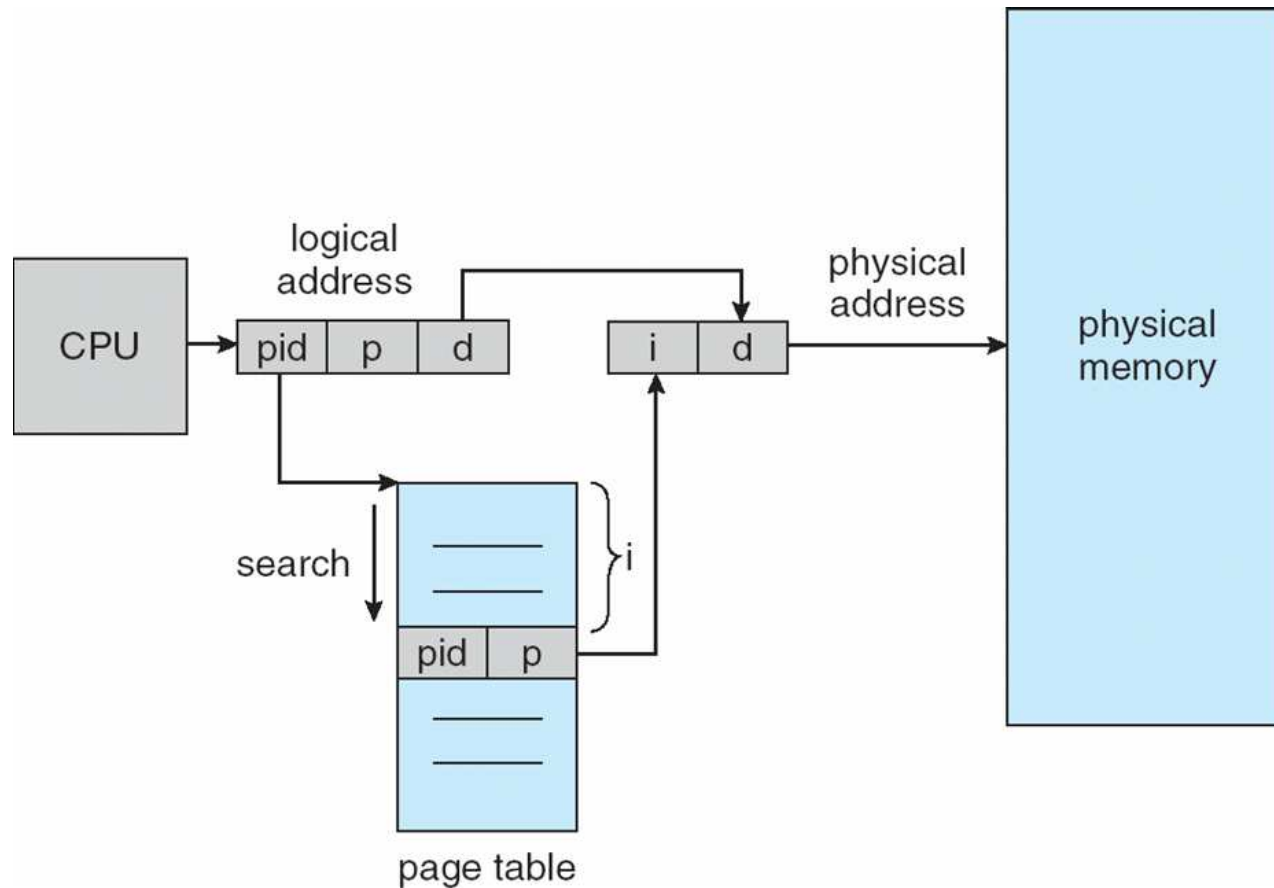 logical
address
physical
address
CPU
pid
p
d
i
d
physical
memory
search
i
pid
p
page table